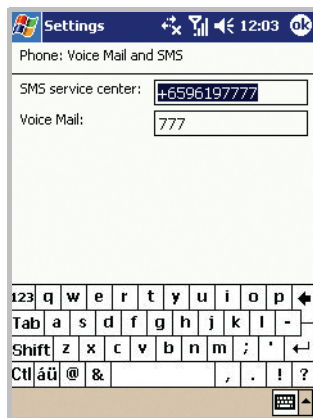 Settings 12:03 ok
Phone: Voice Mail and SMS
SMS service center: +6596197777
Voice Mail: 777
123 q w e r t y u i o p
Tab a s d f g h j k l -
Shift z x c v b n m ; '
Ctl áü @ & , . ! ?